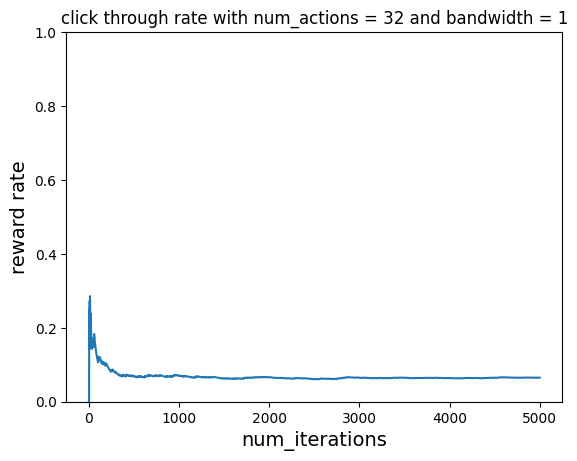 click through rate with num_actions = 32 and bandwidth = 1
1.0
0.8
0.6
0.4
0.2
0.0
reward rate
0 1000 2000 3000 4000 5000
num_iterations